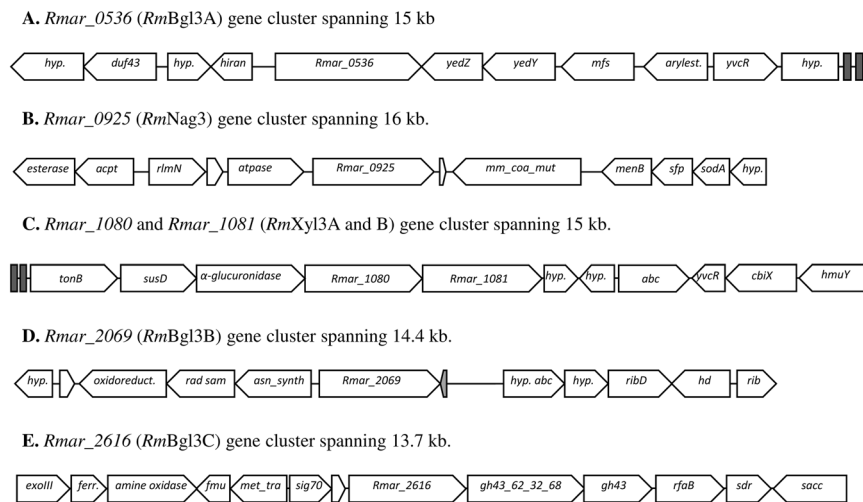 A. Rmar_0536 (RmBgl3A) gene cluster spanning 15 kb
hyp. duf43 hyp. hiran Rmar_0536 yedZ yedY mfs arylest. yvcR hyp.
B. Rmar_0925 (RmNag3) gene cluster spanning 16 kb.
esterase acpt rlmN atpase Rmar_0925 mm_coa_mut menB sfp sodA hyp.
C. Rmar_1080 and Rmar_1081 (RmXyl3A and B) gene cluster spanning 15 kb.
tonB susD α-glucuronidase Rmar_1080 Rmar_1081 hyp. hyp. abc yvcR cbiX hmuY
D. Rmar_2069 (RmBgl3B) gene cluster spanning 14.4 kb.
hyp. oxidoreduct. rad sam asn_synth Rmar_2069 hyp. abc hyp. ribD hd rib
E. Rmar_2616 (RmBgl3C) gene cluster spanning 13.7 kb.
exoIII ferr. amine oxidase fmu met_tra sig70 Rmar_2616 gh43_62_32_68 gh43 rfaB sdr sacc